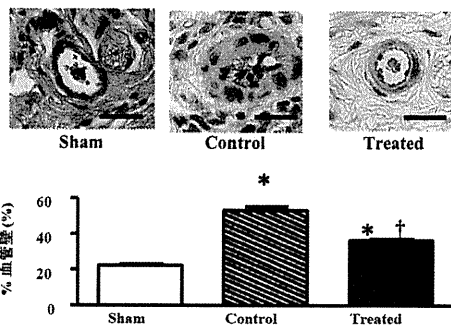 Sham Control Treated
% 血管壁 (%)
60
40
20
0
*
* †
Sham Control Treated